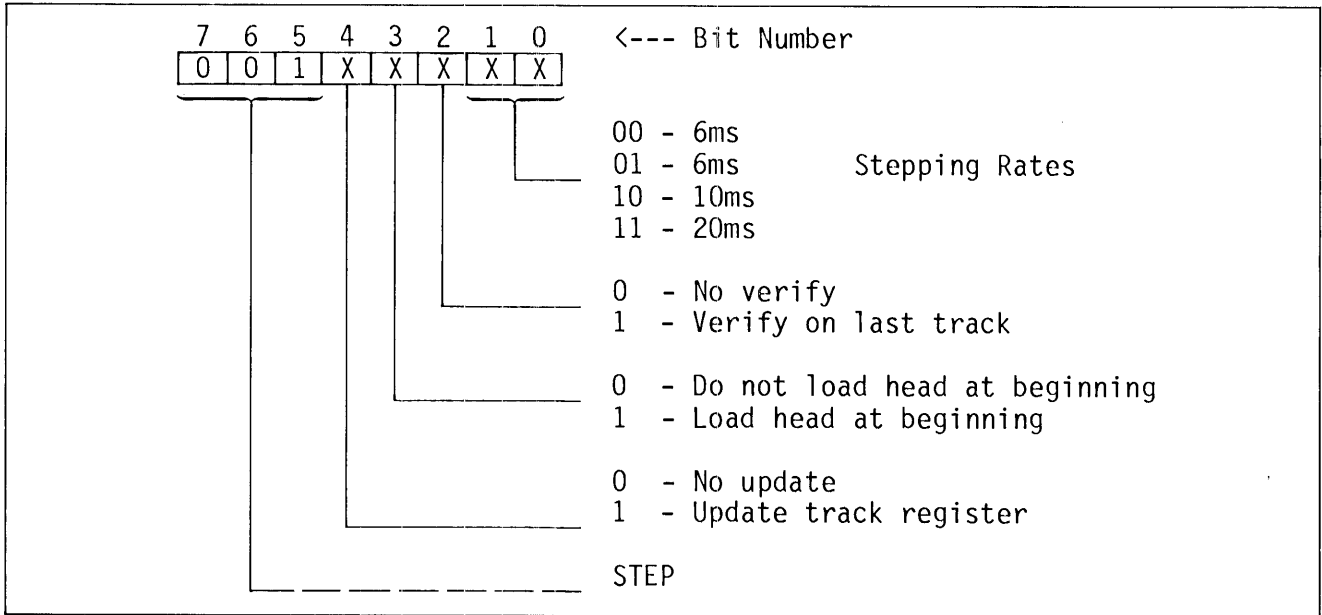 7 6 5 4 3 2 1 0 <--- Bit Number
0 0 1 X X X X X
00 - 6ms
01 - 6ms Stepping Rates
10 - 10ms
11 - 20ms
0 - No verify
1 - Verify on last track
0 - Do not load head at beginning
1 - Load head at beginning
0 - No update
1 - Update track register
STEP